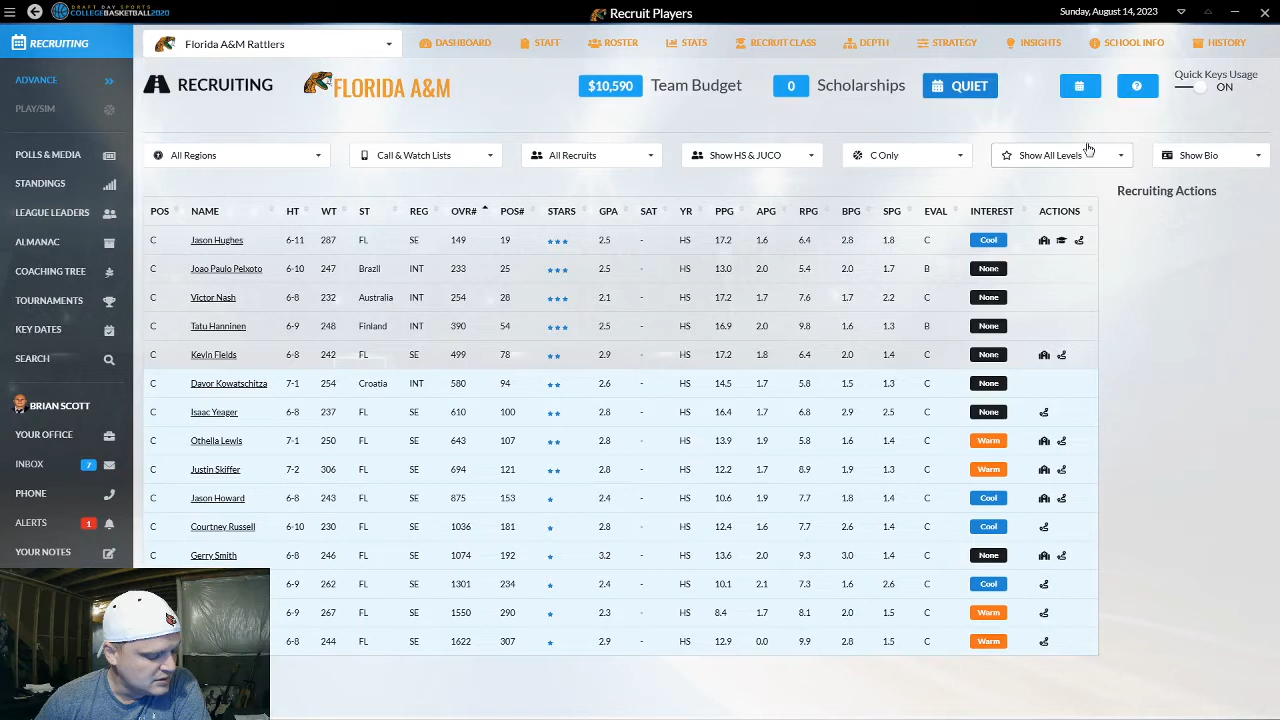 DRAFT DAY SPORTS
COLLEGE BASKETBALL 2020
Recruit Players
Sunday, August 14, 2023
RECRUITING
Florida A&M Rattlers
DASHBOARD
STAFF
ROSTER
STATS
RECRUIT CLASS
DEPTH
STRATEGY
INSIGHTS
SCHOOL INFO
HISTORY
ADVANCE
PLAY/SIM
POLLS & MEDIA
STANDINGS
LEAGUE LEADERS
ALMANAC
COACHING TREE
TOURNAMENTS
KEY DATES
SEARCH
BRIAN SCOTT
YOUR OFFICE
INBOX 7
PHONE
ALERTS 1
YOUR NOTES
RECRUITING
FLORIDA A&M
$10,590 Team Budget
0 Scholarships
QUIET
Quick Keys Usage
ON
All Regions
Call & Watch Lists
All Recruits
Show HS & JUCO
C Only
Show All Levels
Show Bio
Recruiting Actions
POS NAME HT WT ST REG OVR# POS# STARS GPA SAT YR PPG APG RPG BPG SPG EVAL INTEREST ACTIONS
C Jason Hughes 6-11 287 FL SE 149 19 2.5 - HS 17.2 1.6 6.4 2.8 1.8 C Cool
C Joao Paulo Peixoto 6-10 247 Brazil INT 233 25 2.5 - HS 13.0 2.0 5.4 2.0 1.7 B None
C Victor Nash 232 Australia INT 28 2.1 - HS 17.2 1.7 7.6 1.7 2.2 C None
C Tatu Hanninen 248 Finland INT 390 54 2.5 - HS 16.9 2.0 9.8 1.6 1.3 B None
C Kevin Fields 242 FL SE 499 78 2.9 - HS 17.2 1.8 6.4 2.0 1.4 C None
C Davor Kowatschitza 254 Croatia INT 580 94 2.6 - HS 1.7 5.8 1.5 1.3 C None
C Isaac Yeager 237 FL SE 610 100 2.8 - HS 16.4 1.7 6.8 2.9 2.5 C None
C Othella Lewis 7-1 250 FL SE 643 107 2.8 - HS 13.9 1.9 5.8 1.6 1.4 C Warm
C Justin Skiffer 306 FL SE 694 121 2.8 - HS 12.7 1.2 8.9 1.9 1.3 C Warm
C Jason Howard 6-6 243 FL SE 875 153 2.4 - HS 10.6 1.9 7.7 1.8 1.4 C Cool
C Courtney Russell 6-10 230 FL SE 1036 181 2.8 - HS 12.4 1.6 7.7 2.6 1.4 C Cool
C Gerry Smith 246 FL SE 1074 192 3.2 - HS 13.6 2.0 9.3 3.0 1.4 C None
6-9 262 FL SE 1301 234 2.4 - HS 10.1 2.1 7.3 1.6 2.6 C Cool
6-9 267 FL SE 1550 290 2.3 - HS 8.4 1.7 8.1 2.0 1.5 C Warm
6-8 244 FL SE 1622 307 2.9 - HS 12.9 0.0 9.9 1.9 1.5 C Warm